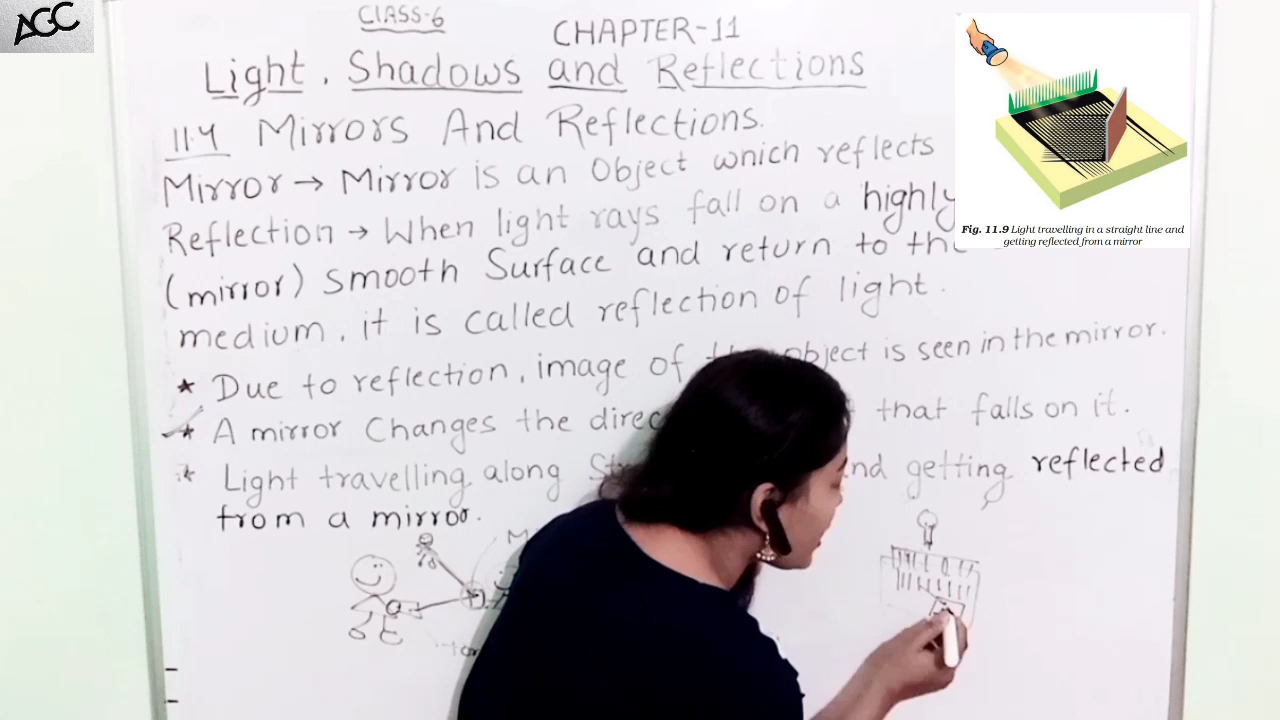 AGC
CLASS-6
CHAPTER-11
Light, Shadows and Reflections
11.4 Mirrors And Reflections.
Mirror → Mirror is an Object which reflects
Reflection → When light rays fall on a highly
(mirror) smooth Surface and return to the
medium, it is called reflection of light.
* Due to reflection, image of object is seen in the mirror.
* A mirror Changes the that falls on it.
* Light travelling along and getting reflected
from a mirror.
Fig. 11.9 Light travelling in a straight line and
getting reflected from a mirror